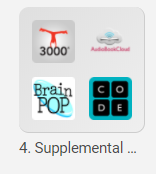 3000
AudioBookCloud
Brain
POP
C O
D E
4. Supplemental ...